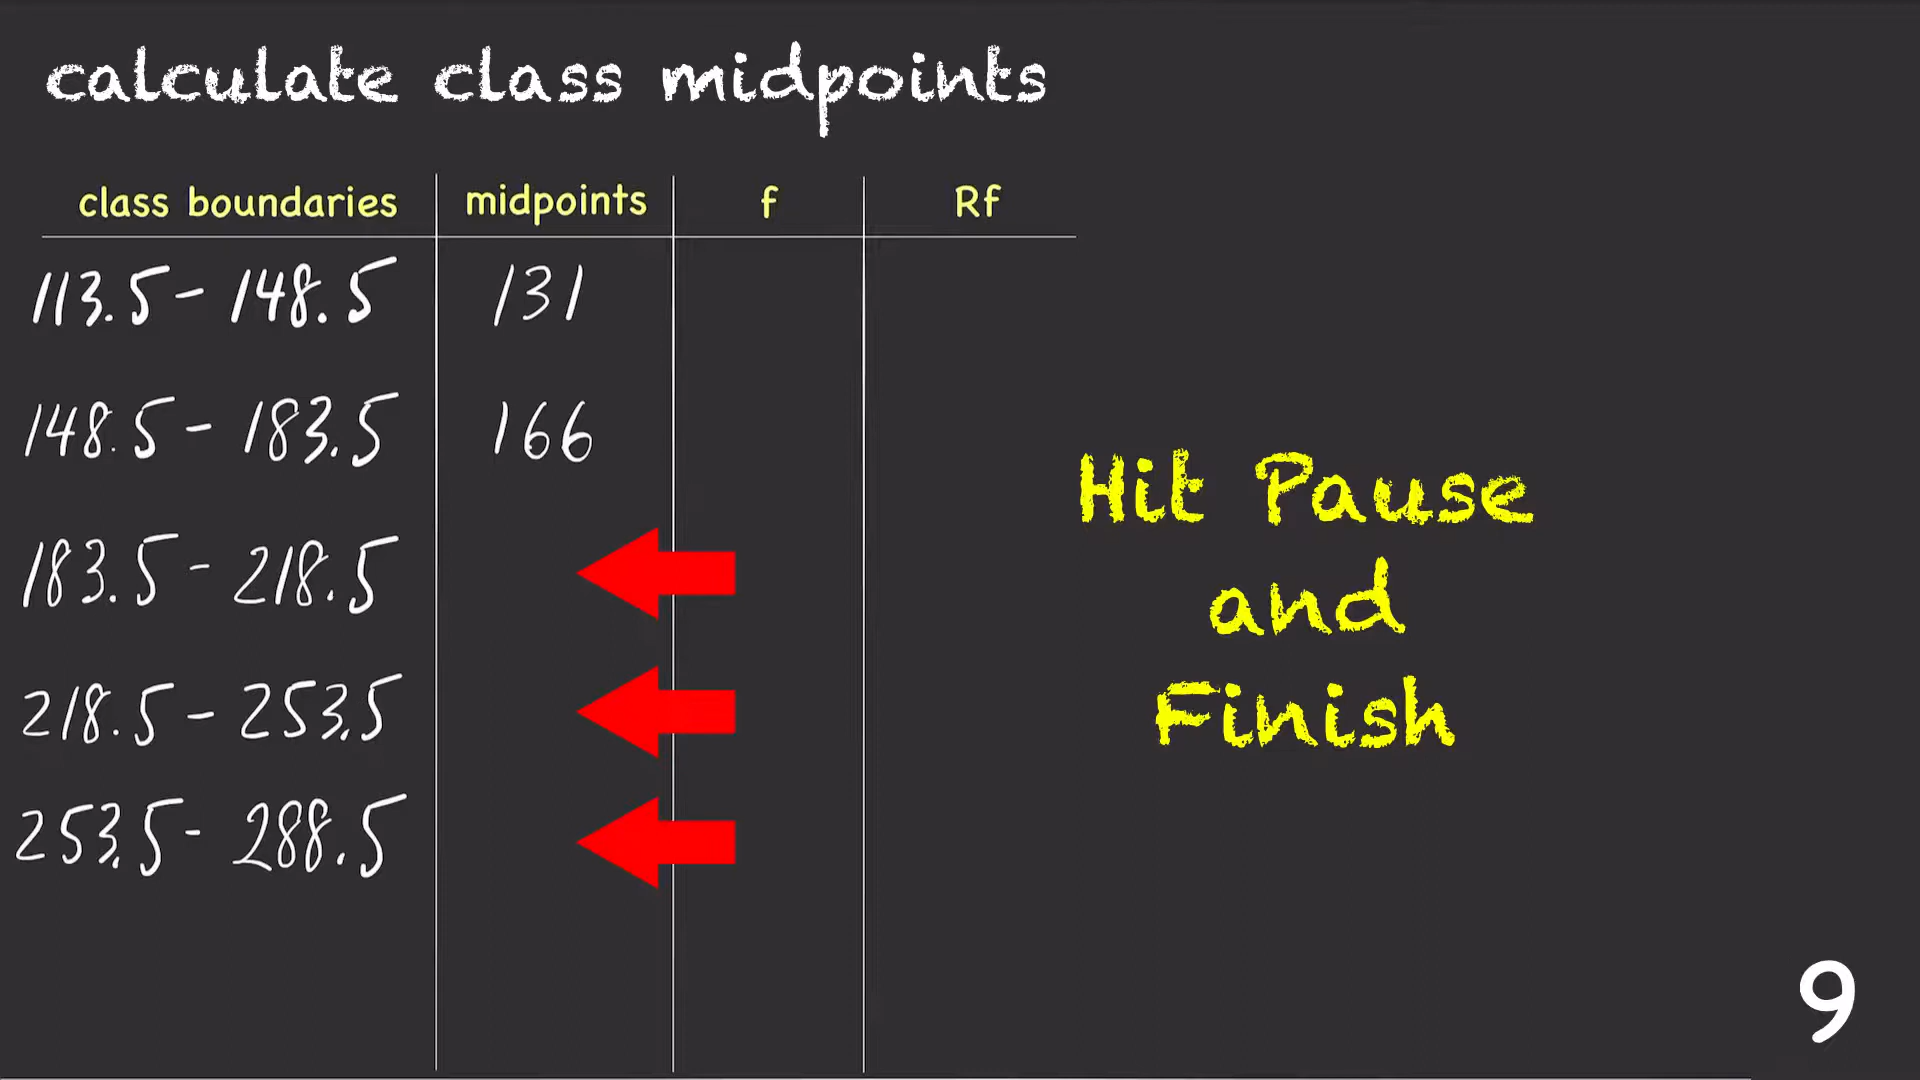 calculate class midpoints
class boundaries midpoints f Rf
113.5 - 148.5 131
148.5 - 183.5 166
183.5 - 218.5
218.5 - 253.5
253.5 - 288.5
Hit Pause
and
Finish
9